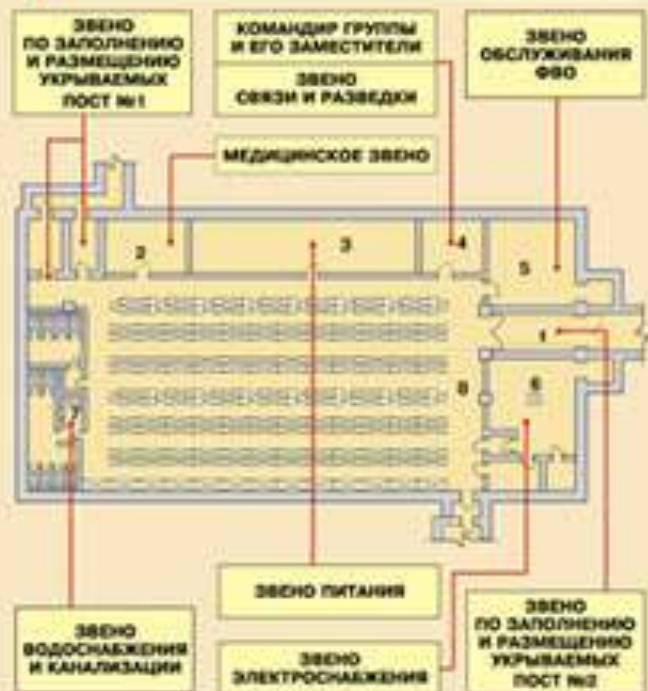 ЗВЕНО
ПО ЗАПОЛНЕНИЮ
И РАЗМЕЩЕНИЮ
УКРЫВАЕМЫХ
ПОСТ №1
КОМАНДИР ГРУППЫ
И ЕГО ЗАМЕСТИТЕЛИ
ЗВЕНО
СВЯЗИ И РАЗВЕДКИ
ЗВЕНО
ОБСЛУЖИВАНИЯ
ФВО
МЕДИЦИНСКОЕ ЗВЕНО
2
3
4
5
1
6
7
8
ЗВЕНО ПИТАНИЯ
ЗВЕНО
ВОДОСНАБЖЕНИЯ
И КАНАЛИЗАЦИИ
ЗВЕНО
ЭЛЕКТРОСНАБЖЕНИЯ
ЗВЕНО
ПО ЗАПОЛНЕНИЮ
И РАЗМЕЩЕНИЮ
УКРЫВАЕМЫХ
ПОСТ №2